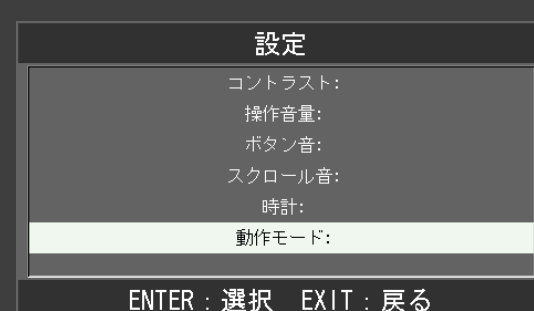 設定
コントラスト:
操作音量:
ボタン音:
スクロール音:
時計:
動作モード:
ENTER：選択　EXIT：戻る